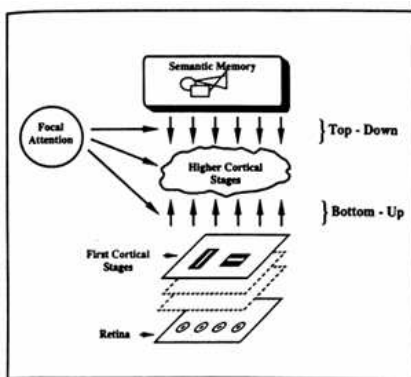 Semantic Memory
Focal
Attention
} Top - Down
Higher Cortical
Stages
} Bottom - Up
First Cortical
Stages
Retina